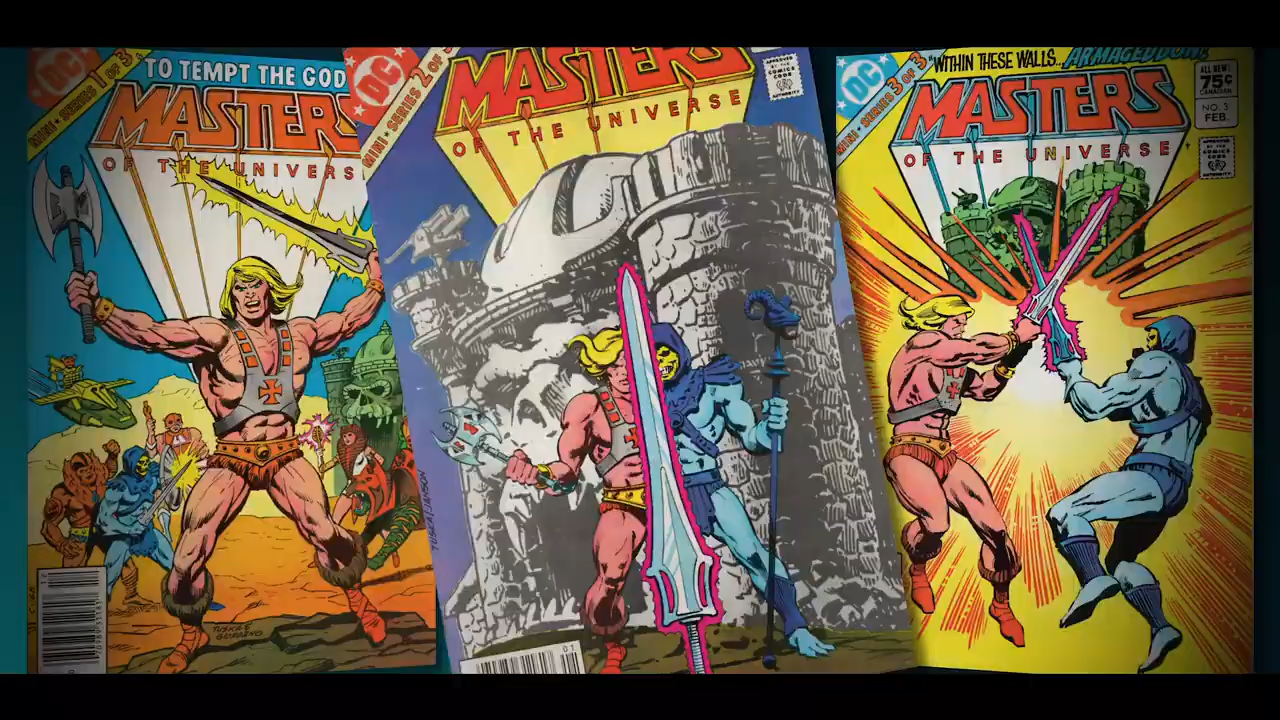 DC
MINI-SERIES 1 OF 3
TO TEMPT THE GOD
MASTERS
OF THE UNIVERS
TUSKA &
GIORDANO
DC
MINI-SERIES 2 OF 3
MASTERS
OF THE UNIVERSE
APPROVED
BY THE
COMICS
CODE
AUTHORITY
01
DC
MINI-SERIES 3 OF 3
"WITHIN THESE WALLS... ARMAGEDDON!
MASTERS
OF THE UNIVERSE
ALL NEW!
75¢
CANADIAN
NO. 3
FEB.
APPROVED
BY THE
COMICS
CODE
AUTHORITY